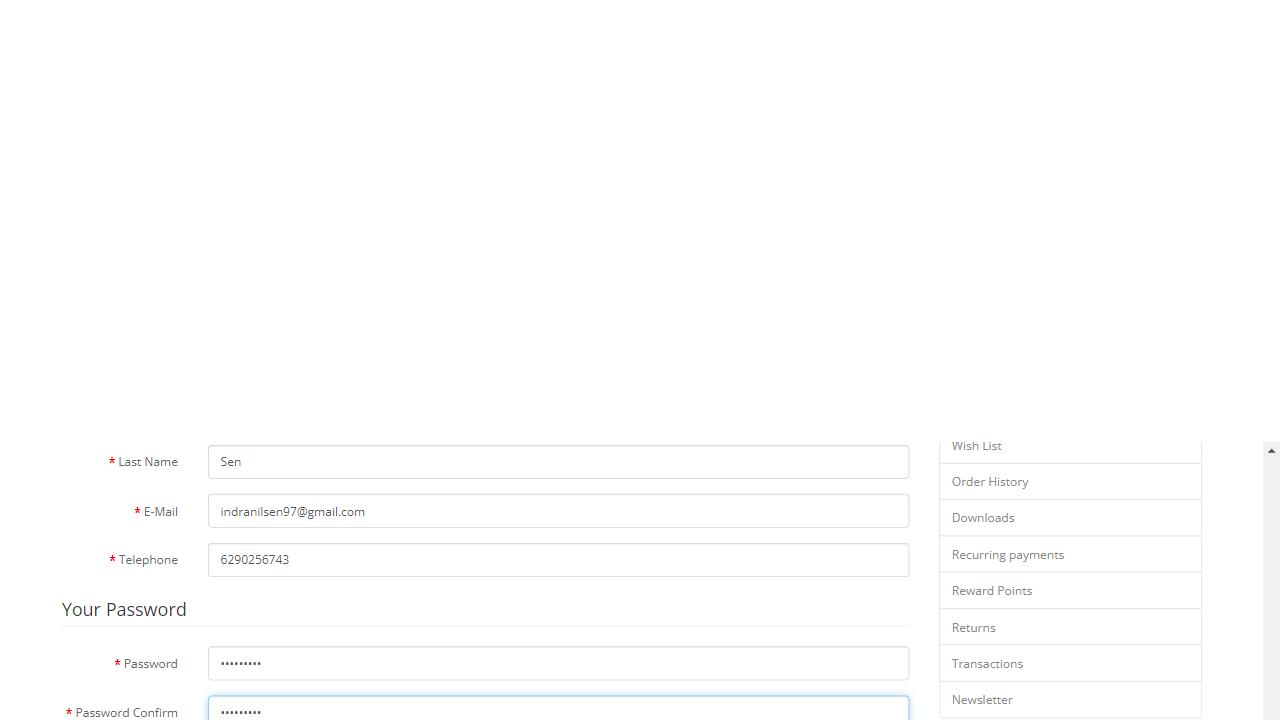 * Last Name Sen
* E-Mail indranilsen97@gmail.com
* Telephone 6290256743
Your Password
* Password •••••••••
* Password Confirm •••••••••
Wish List
Order History
Downloads
Recurring payments
Reward Points
Returns
Transactions
Newsletter